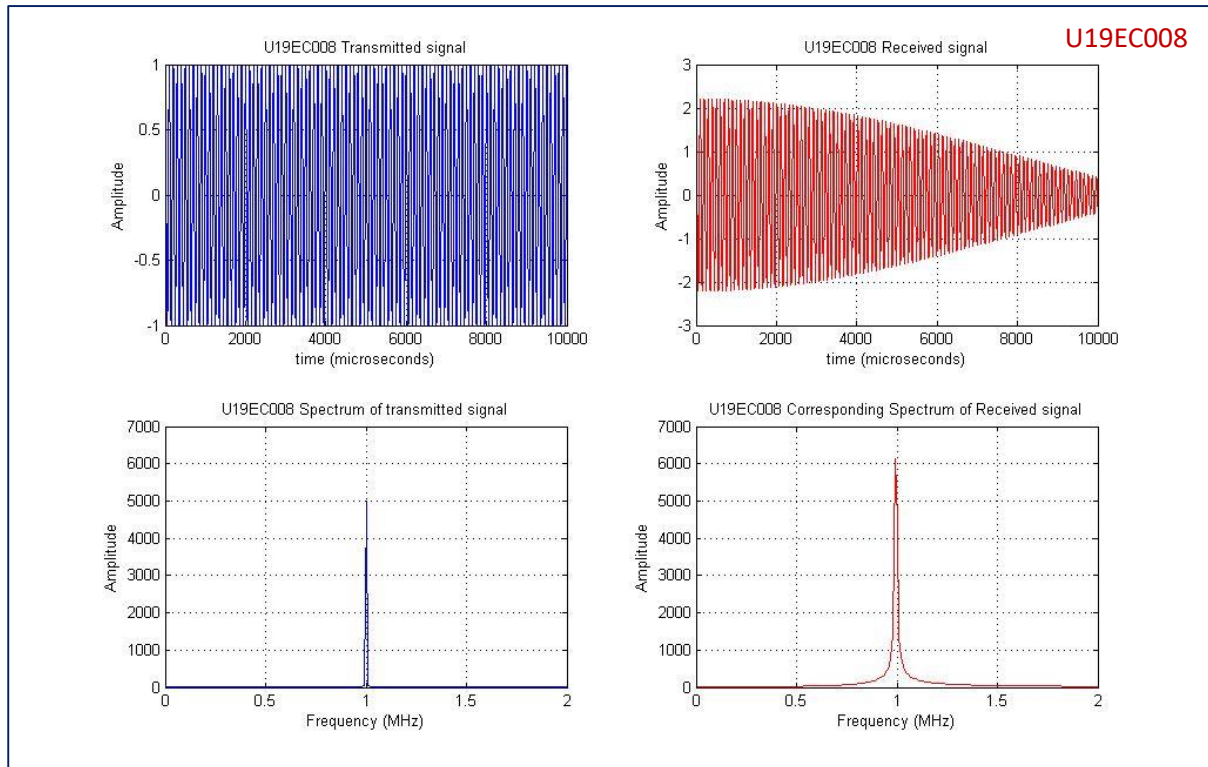 U19EC008
U19EC008 Transmitted signal
1
0.5
0
-0.5
-1
Amplitude
0 2000 4000 6000 8000 10000
time (microseconds)
U19EC008 Received signal
3
2
1
0
-1
-2
-3
Amplitude
0 2000 4000 6000 8000 10000
time (microseconds)
U19EC008 Spectrum of transmitted signal
7000
6000
5000
4000
3000
2000
1000
0
Amplitude
0 0.5 1 1.5 2
Frequency (MHz)
U19EC008 Corresponding Spectrum of Received signal
7000
6000
5000
4000
3000
2000
1000
0
Amplitude
0 0.5 1 1.5 2
Frequency (MHz)